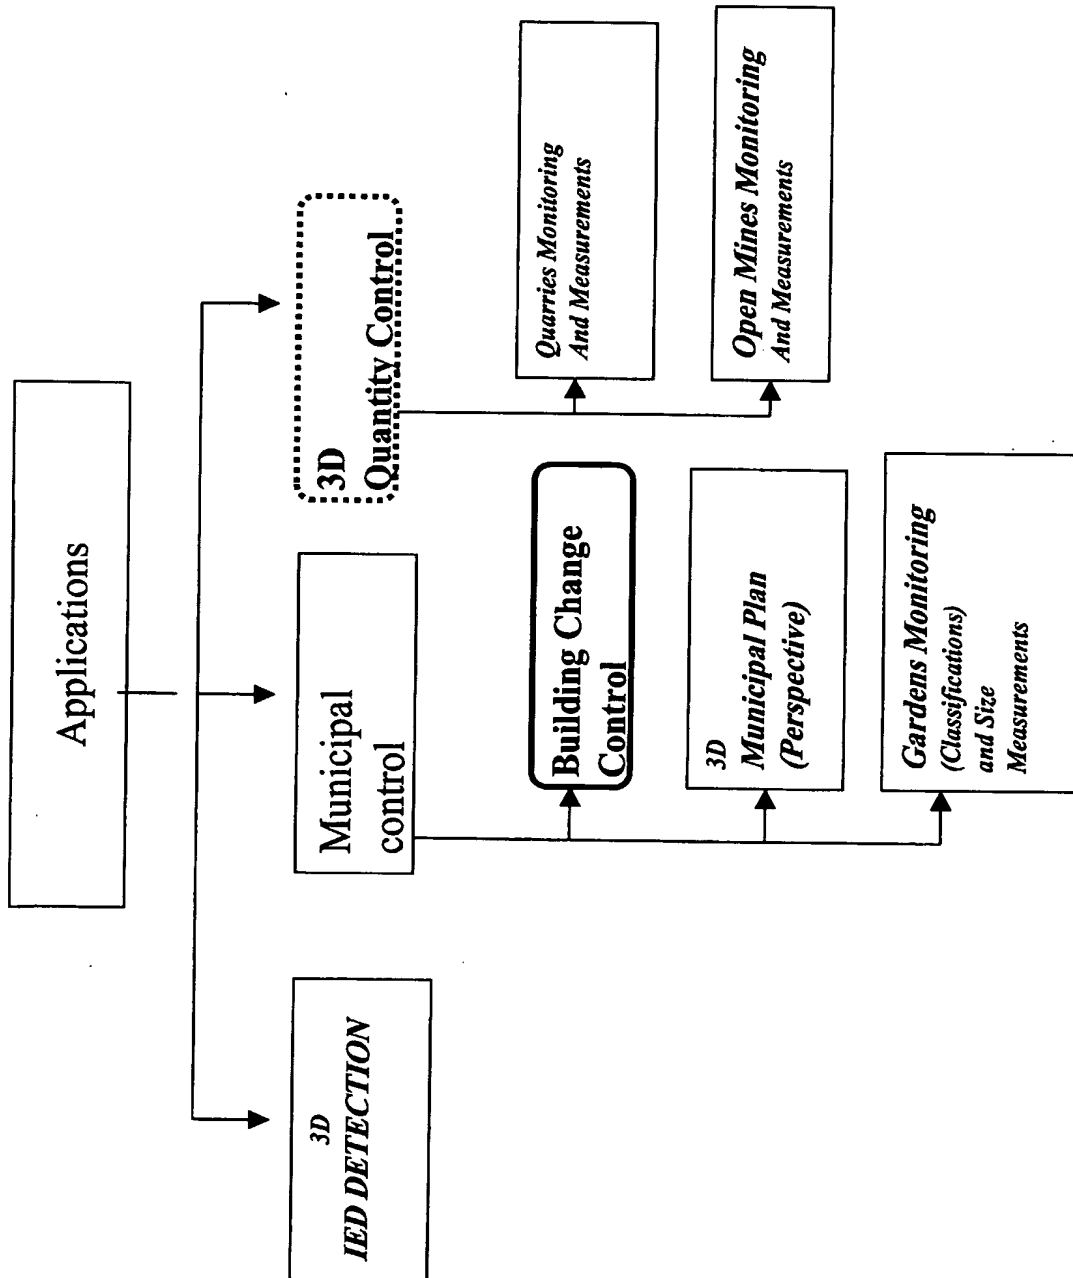 Applications
3D
IED DETECTION
Municipal
control
3D
Quantity Control
Building Change
Control
3D
Municipal Plan
(Perspective)
Gardens Monitoring
(Classifications)
and Size
Measurements
Quarries Monitoring
And Measurements
Open Mines Monitoring
And Measurements